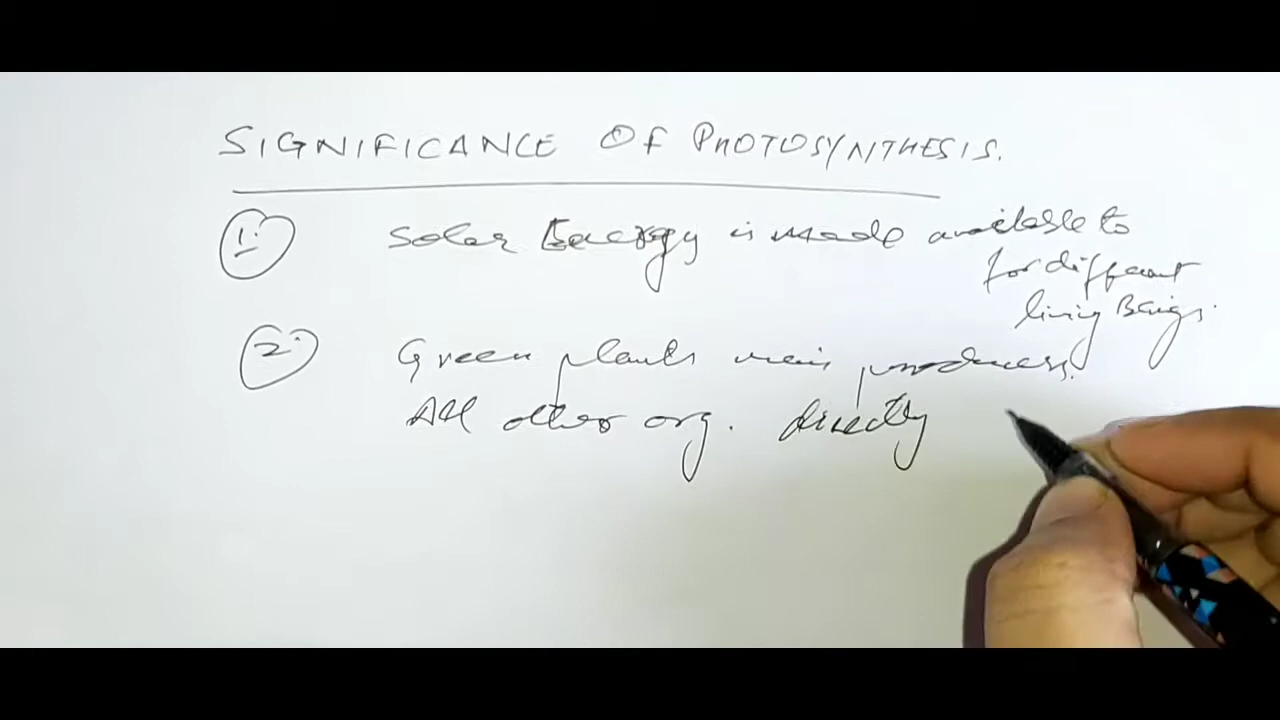 SIGNIFICANCE OF PHOTOSYNTHESIS.
1. Solar Energy is made available to
for different
living Beings.
2. Green plants main producers.
All other org. directly